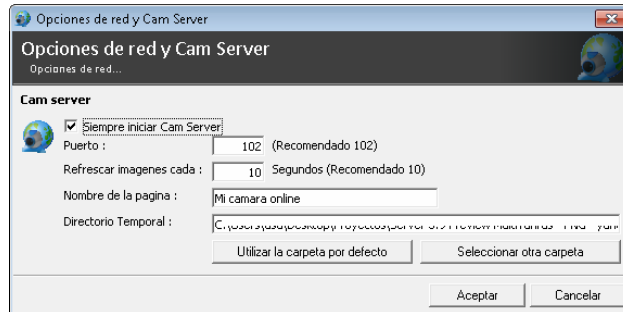 Opciones de red y Cam Server
Opciones de red y Cam Server
Opciones de red...
Cam server
Siempre iniciar Cam Server
Puerto : 102 (Recomendado 102)
Refrescar imagenes cada : 10 Segundos (Recomendado 10)
Nombre de la pagina : Mi camara online
Directorio Temporal :
Utilizar la carpeta por defecto Seleccionar otra carpeta
Aceptar Cancelar